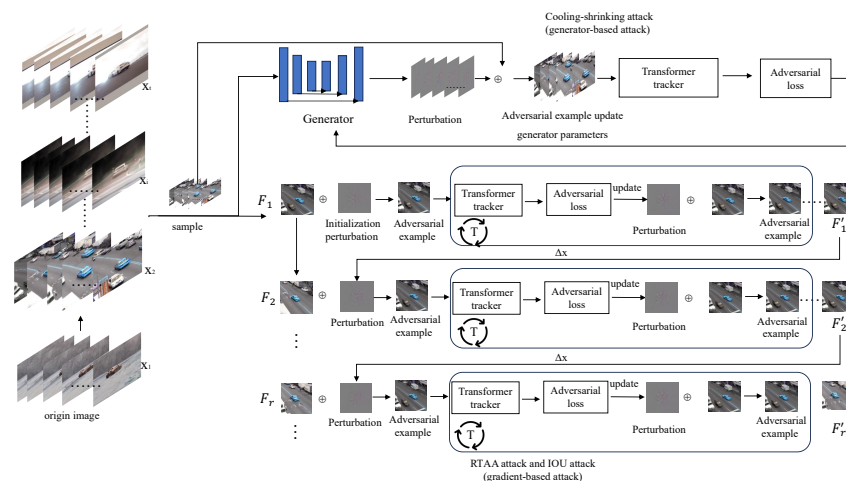 Cooling-shrinking attack
(generator-based attack)
Generator
Perturbation
⊕
Adversarial example
update
generator parameters
Transformer
tracker
Adversarial
loss
X₂
X₁
origin image
sample
F₁
⊕
Initialization
perturbation
Adversarial
example
Transformer
tracker
T
Adversarial
loss
update
Perturbation
⊕
Adversarial
example
F′₁
Δx
F₂
⊕
Perturbation
Adversarial
example
Transformer
tracker
T
Adversarial
loss
update
Perturbation
⊕
Adversarial
example
F′₂
Δx
Fᵣ
⊕
Perturbation
Adversarial
example
Transformer
tracker
T
Adversarial
loss
update
Perturbation
⊕
Adversarial
example
F′ᵣ
RTAA attack and IOU attack
(gradient-based attack)